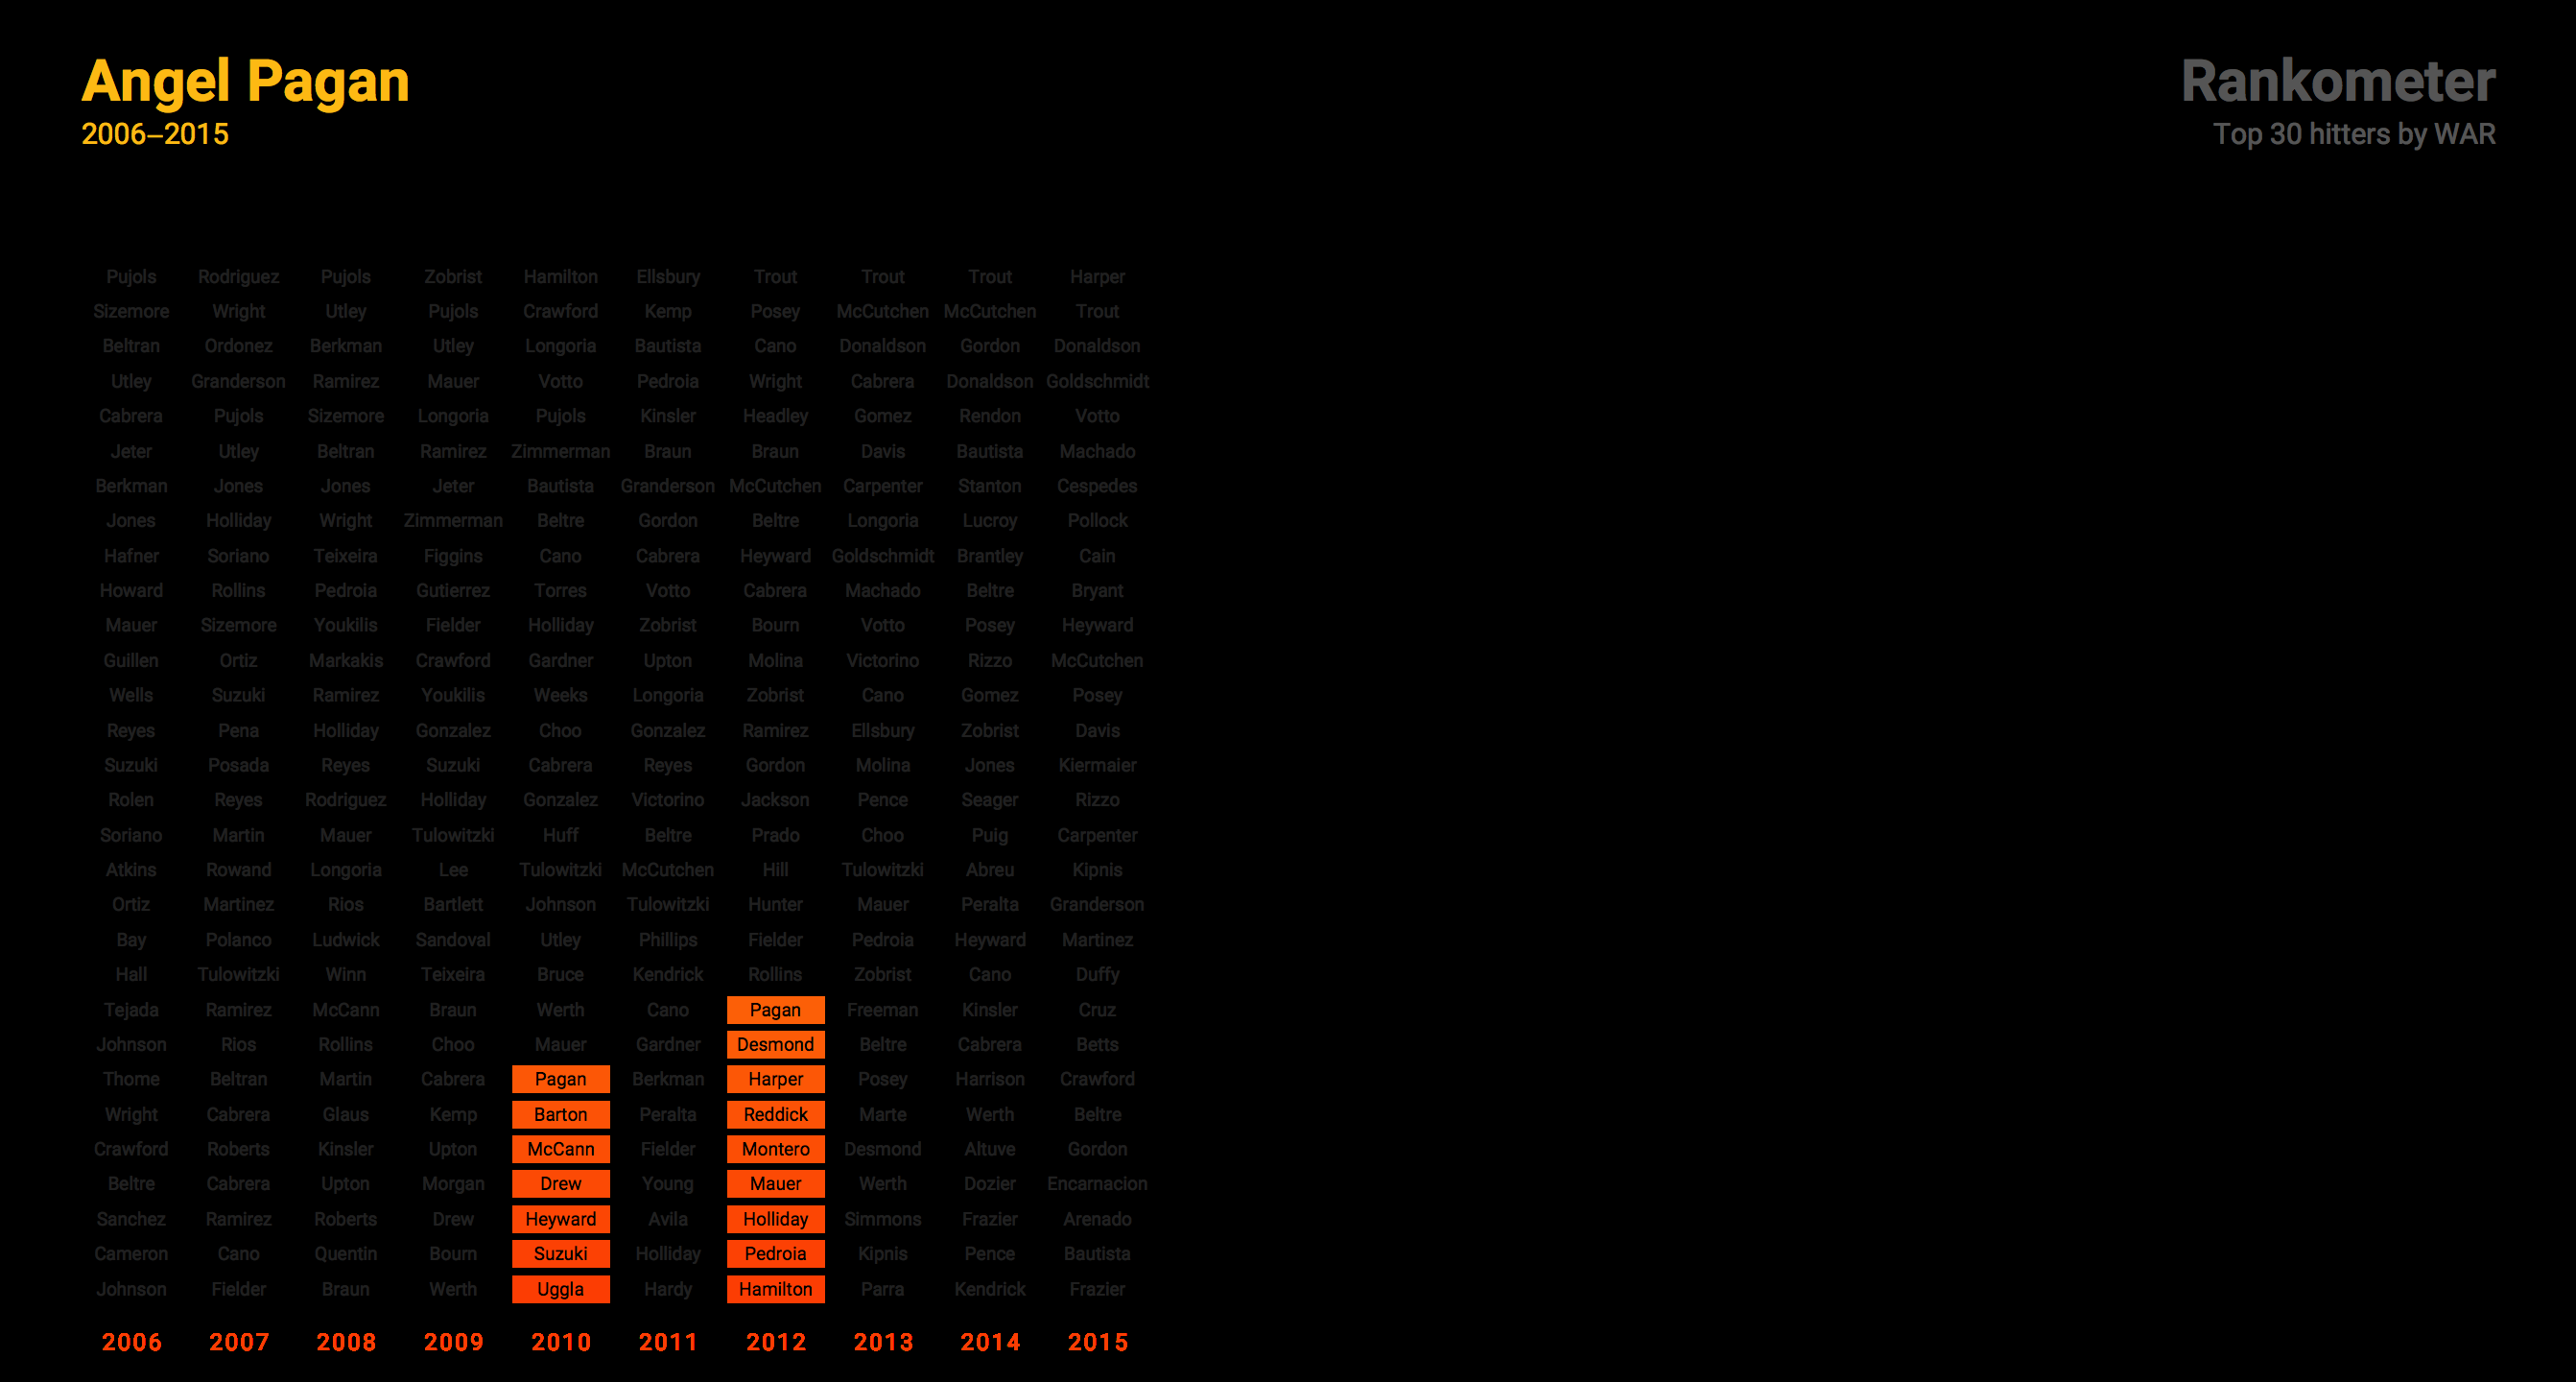 Angel Pagan
2006–2015
Rankometer
Top 30 hitters by WAR
Pujols Rodriguez Pujols Zobrist Hamilton Ellsbury Trout Trout Trout Harper
Sizemore Wright Utley Pujols Crawford Kemp Posey McCutchen McCutchen Trout
Beltran Ordonez Berkman Utley Longoria Bautista Cano Donaldson Gordon Donaldson
Utley Granderson Ramirez Mauer Votto Pedroia Wright Cabrera Donaldson Goldschmidt
Cabrera Pujols Sizemore Longoria Pujols Kinsler Headley Gomez Rendon Votto
Jeter Utley Beltran Ramirez Zimmerman Braun Braun Davis Bautista Machado
Berkman Jones Jones Jeter Bautista Granderson McCutchen Carpenter Stanton Cespedes
Jones Holliday Wright Zimmerman Beltre Gordon Beltre Longoria Lucroy Pollock
Hafner Soriano Teixeira Figgins Cano Cabrera Heyward Goldschmidt Brantley Cain
Howard Rollins Pedroia Gutierrez Torres Votto Cabrera Machado Beltre Bryant
Mauer Sizemore Youkilis Fielder Holliday Zobrist Bourn Votto Posey Heyward
Guillen Ortiz Markakis Crawford Gardner Upton Molina Victorino Rizzo McCutchen
Wells Suzuki Ramirez Youkilis Weeks Longoria Zobrist Cano Gomez Posey
Reyes Pena Holliday Gonzalez Choo Gonzalez Ramirez Ellsbury Zobrist Davis
Suzuki Posada Reyes Suzuki Cabrera Reyes Gordon Molina Jones Kiermaier
Rolen Reyes Rodriguez Holliday Gonzalez Victorino Jackson Pence Seager Rizzo
Soriano Martin Mauer Tulowitzki Huff Beltre Prado Choo Puig Carpenter
Atkins Rowand Longoria Lee Tulowitzki McCutchen Hill Tulowitzki Abreu Kipnis
Ortiz Martinez Rios Bartlett Johnson Tulowitzki Hunter Mauer Peralta Granderson
Bay Polanco Ludwick Sandoval Utley Phillips Fielder Pedroia Heyward Martinez
Hall Tulowitzki Winn Teixeira Bruce Kendrick Rollins Zobrist Cano Duffy
Tejada Ramirez McCann Braun Werth Cano Pagan Freeman Kinsler Cruz
Johnson Rios Rollins Choo Mauer Gardner Desmond Beltre Cabrera Betts
Thome Beltran Martin Cabrera Pagan Berkman Harper Posey Harrison Crawford
Wright Cabrera Glaus Kemp Barton Peralta Reddick Marte Werth Beltre
Crawford Roberts Kinsler Upton McCann Fielder Montero Desmond Altuve Gordon
Beltre Cabrera Upton Morgan Drew Young Mauer Werth Dozier Encarnacion
Sanchez Ramirez Roberts Drew Heyward Avila Holliday Simmons Frazier Arenado
Cameron Cano Quentin Bourn Suzuki Holliday Pedroia Kipnis Pence Bautista
Johnson Fielder Braun Werth Uggla Hardy Hamilton Parra Kendrick Frazier
2006 2007 2008 2009 2010 2011 2012 2013 2014 2015